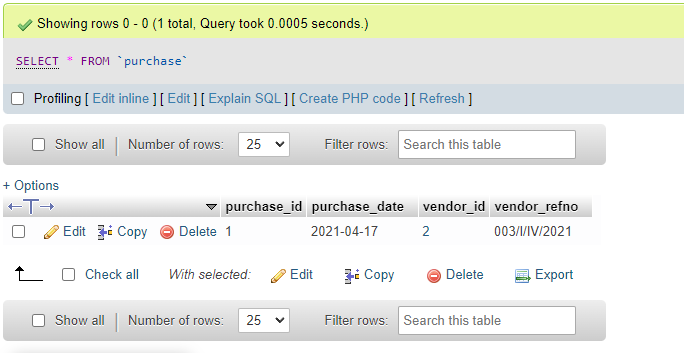 Showing rows 0 - 0 (1 total, Query took 0.0005 seconds.)
SELECT * FROM `purchase`
Profiling [ Edit inline ] [ Edit ] [ Explain SQL ] [ Create PHP code ] [ Refresh ]
Show all Number of rows: 25 Filter rows: Search this table
+ Options
←T→ purchase_id purchase_date vendor_id vendor_refno
Edit Copy Delete 1 2021-04-17 2 003/I/IV/2021
Check all With selected: Edit Copy Delete Export
Show all Number of rows: 25 Filter rows: Search this table